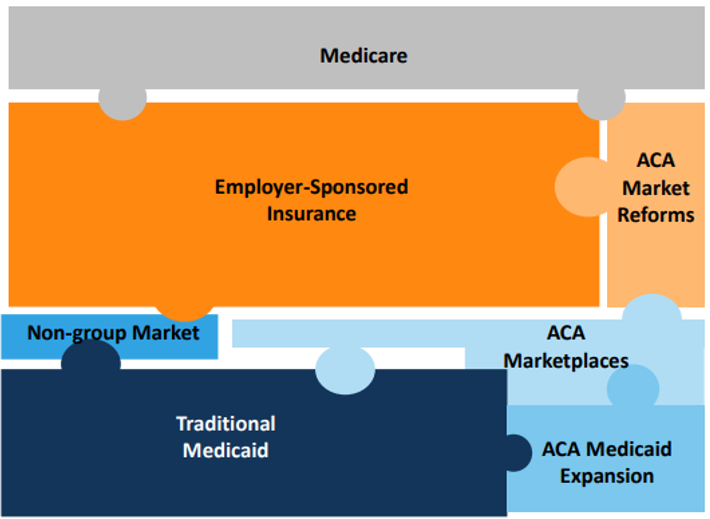 Medicare
Employer-Sponsored
Insurance
ACA
Market
Reforms
Non-group Market
ACA
Marketplaces
Traditional
Medicaid
ACA Medicaid
Expansion